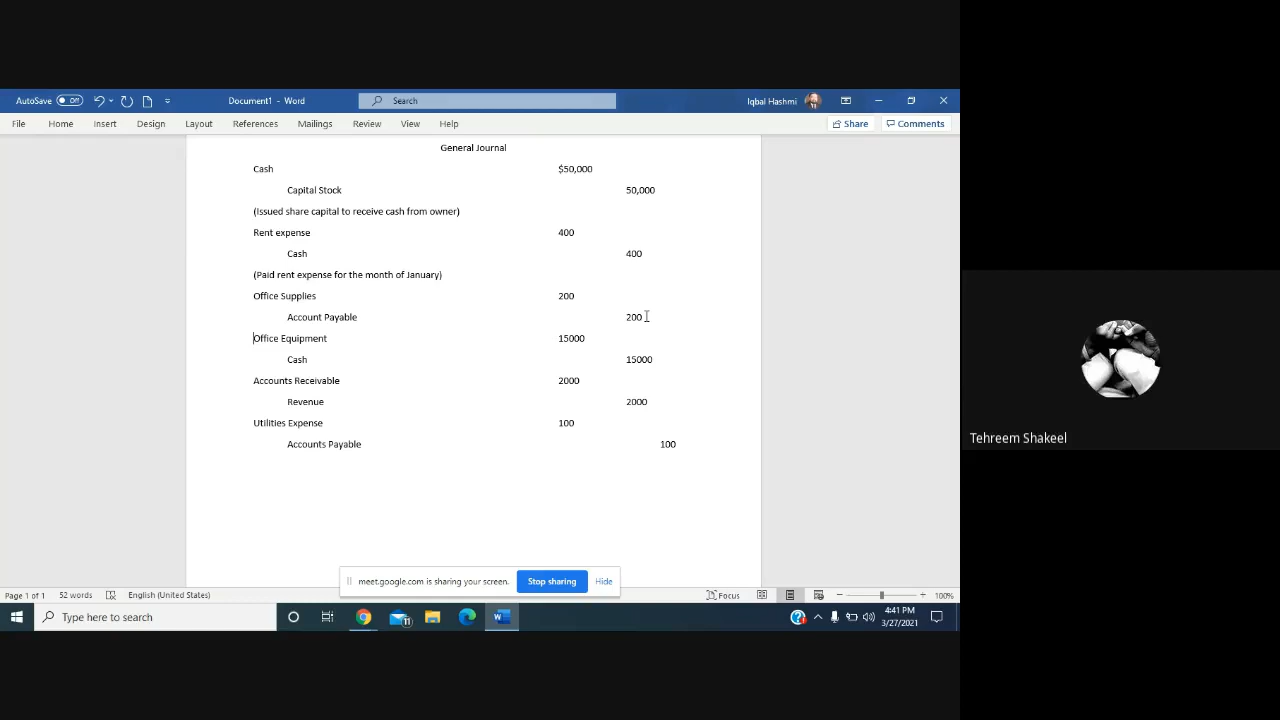 AutoSave Off Document1 - Word Search Iqbal Hashmi
File Home Insert Design Layout References Mailings Review View Help Share Comments
General Journal
Cash $50,000
Capital Stock 50,000
(Issued share capital to receive cash from owner)
Rent expense 400
Cash 400
(Paid rent expense for the month of January)
Office Supplies 200
Account Payable 200
Office Equipment 15000
Cash 15000
Accounts Receivable 2000
Revenue 2000
Utilities Expense 100
Accounts Payable 100
Tehreem Shakeel
meet.google.com is sharing your screen. Stop sharing Hide
Page 1 of 1 52 words English (United States) Focus 100%
Type here to search 11 4:41 PM
3/27/2021